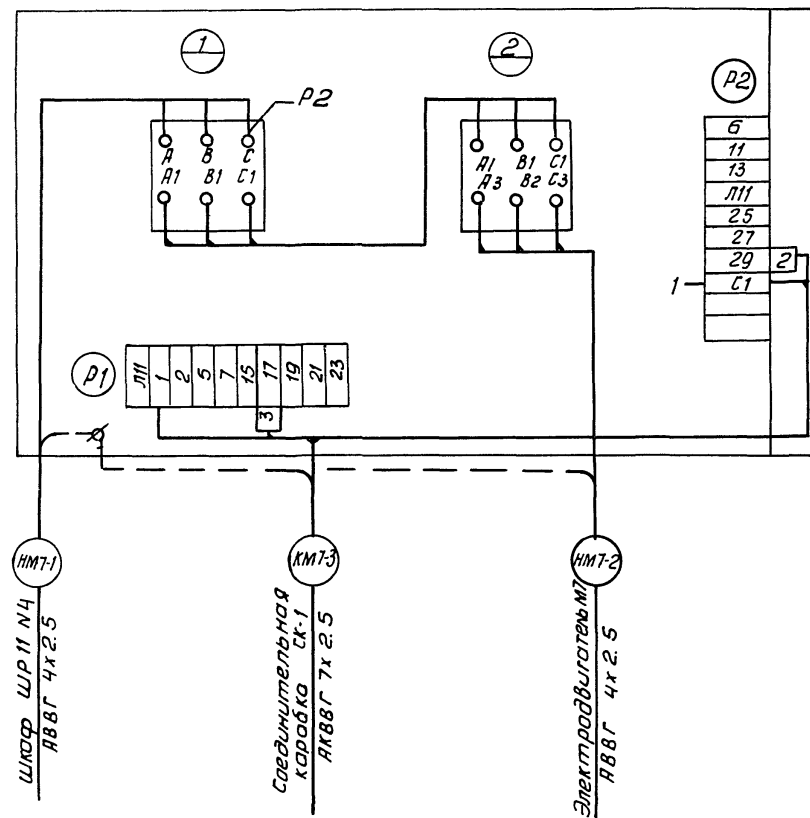 1
2
Р2
Р2
А В С
А1 В1 С1
А1 В1 С1
А3 В2 С3
6
11
13
Л11
25
27
29
2
1
С1
Р1
Л11
1
2
5
7
15
17
19
21
23
3
НМ7-1
КМ7-3
НМ7-2
шкаф ШР11 N4
АВВГ 4х2.5
Соединительная
каробка СК-1
АКВВГ 7х2.5
Электродвигатель М7
АВВГ 4х2.5